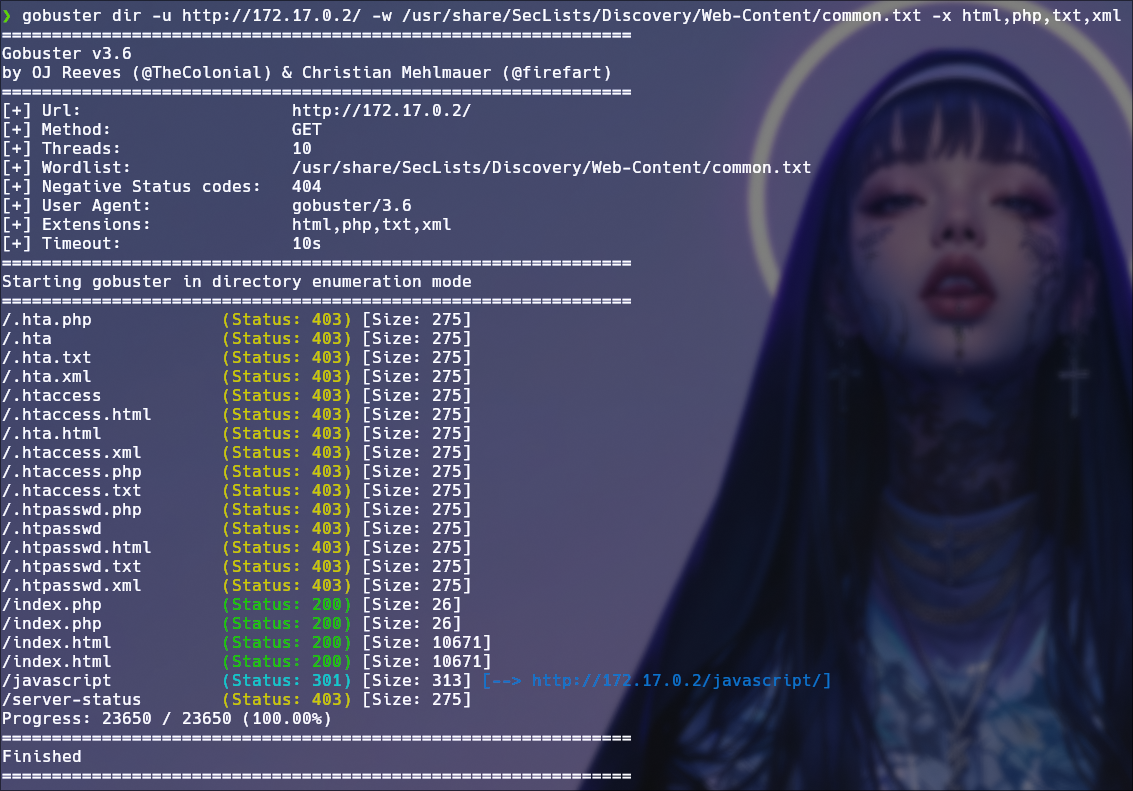 ❯ gobuster dir -u http://172.17.0.2/ -w /usr/share/SecLists/Discovery/Web-Content/common.txt -x html,php,txt,xml
===============================================================
Gobuster v3.6
by OJ Reeves (@TheColonial) & Christian Mehlmauer (@firefart)
===============================================================
[+] Url:                     http://172.17.0.2/
[+] Method:                  GET
[+] Threads:                 10
[+] Wordlist:                /usr/share/SecLists/Discovery/Web-Content/common.txt
[+] Negative Status codes:   404
[+] User Agent:              gobuster/3.6
[+] Extensions:              html,php,txt,xml
[+] Timeout:                 10s
===============================================================
Starting gobuster in directory enumeration mode
===============================================================
/.hta.php             (Status: 403) [Size: 275]
/.hta                 (Status: 403) [Size: 275]
/.hta.txt             (Status: 403) [Size: 275]
/.hta.xml             (Status: 403) [Size: 275]
/.htaccess            (Status: 403) [Size: 275]
/.htaccess.html       (Status: 403) [Size: 275]
/.hta.html            (Status: 403) [Size: 275]
/.htaccess.xml        (Status: 403) [Size: 275]
/.htaccess.php        (Status: 403) [Size: 275]
/.htaccess.txt        (Status: 403) [Size: 275]
/.htpasswd.php        (Status: 403) [Size: 275]
/.htpasswd            (Status: 403) [Size: 275]
/.htpasswd.html       (Status: 403) [Size: 275]
/.htpasswd.txt        (Status: 403) [Size: 275]
/.htpasswd.xml        (Status: 403) [Size: 275]
/index.php            (Status: 200) [Size: 26]
/index.php            (Status: 200) [Size: 26]
/index.html           (Status: 200) [Size: 10671]
/index.html           (Status: 200) [Size: 10671]
/javascript           (Status: 301) [Size: 313] [--> http://172.17.0.2/javascript/]
/server-status        (Status: 403) [Size: 275]
Progress: 23650 / 23650 (100.00%)
===============================================================
Finished
===============================================================